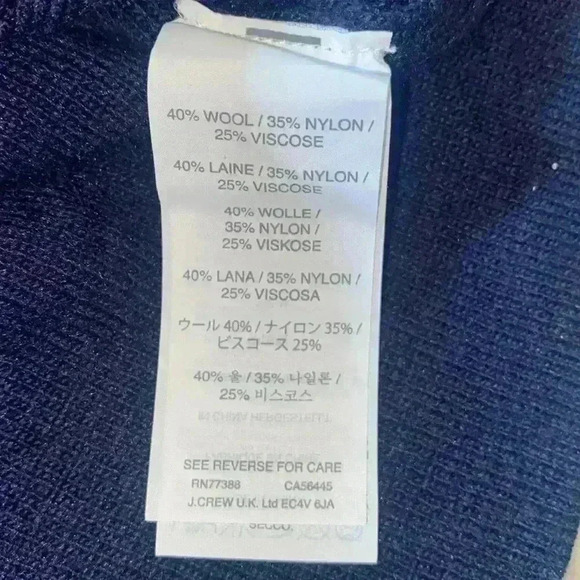 40% WOOL / 35% NYLON /
25% VISCOSE
40% LAINE / 35% NYLON /
25% VISCOSE
40% WOLLE /
35% NYLON /
25% VISKOSE
40% LANA / 35% NYLON /
25% VISCOSA
ウール 40% / ナイロン 35% /
ビスコース 25%
40% 울 / 35% 나일론 /
25% 비스코스
SEE REVERSE FOR CARE
RN77388 CA56445
J.CREW U.K. Ltd EC4V 6JA
SECCO.